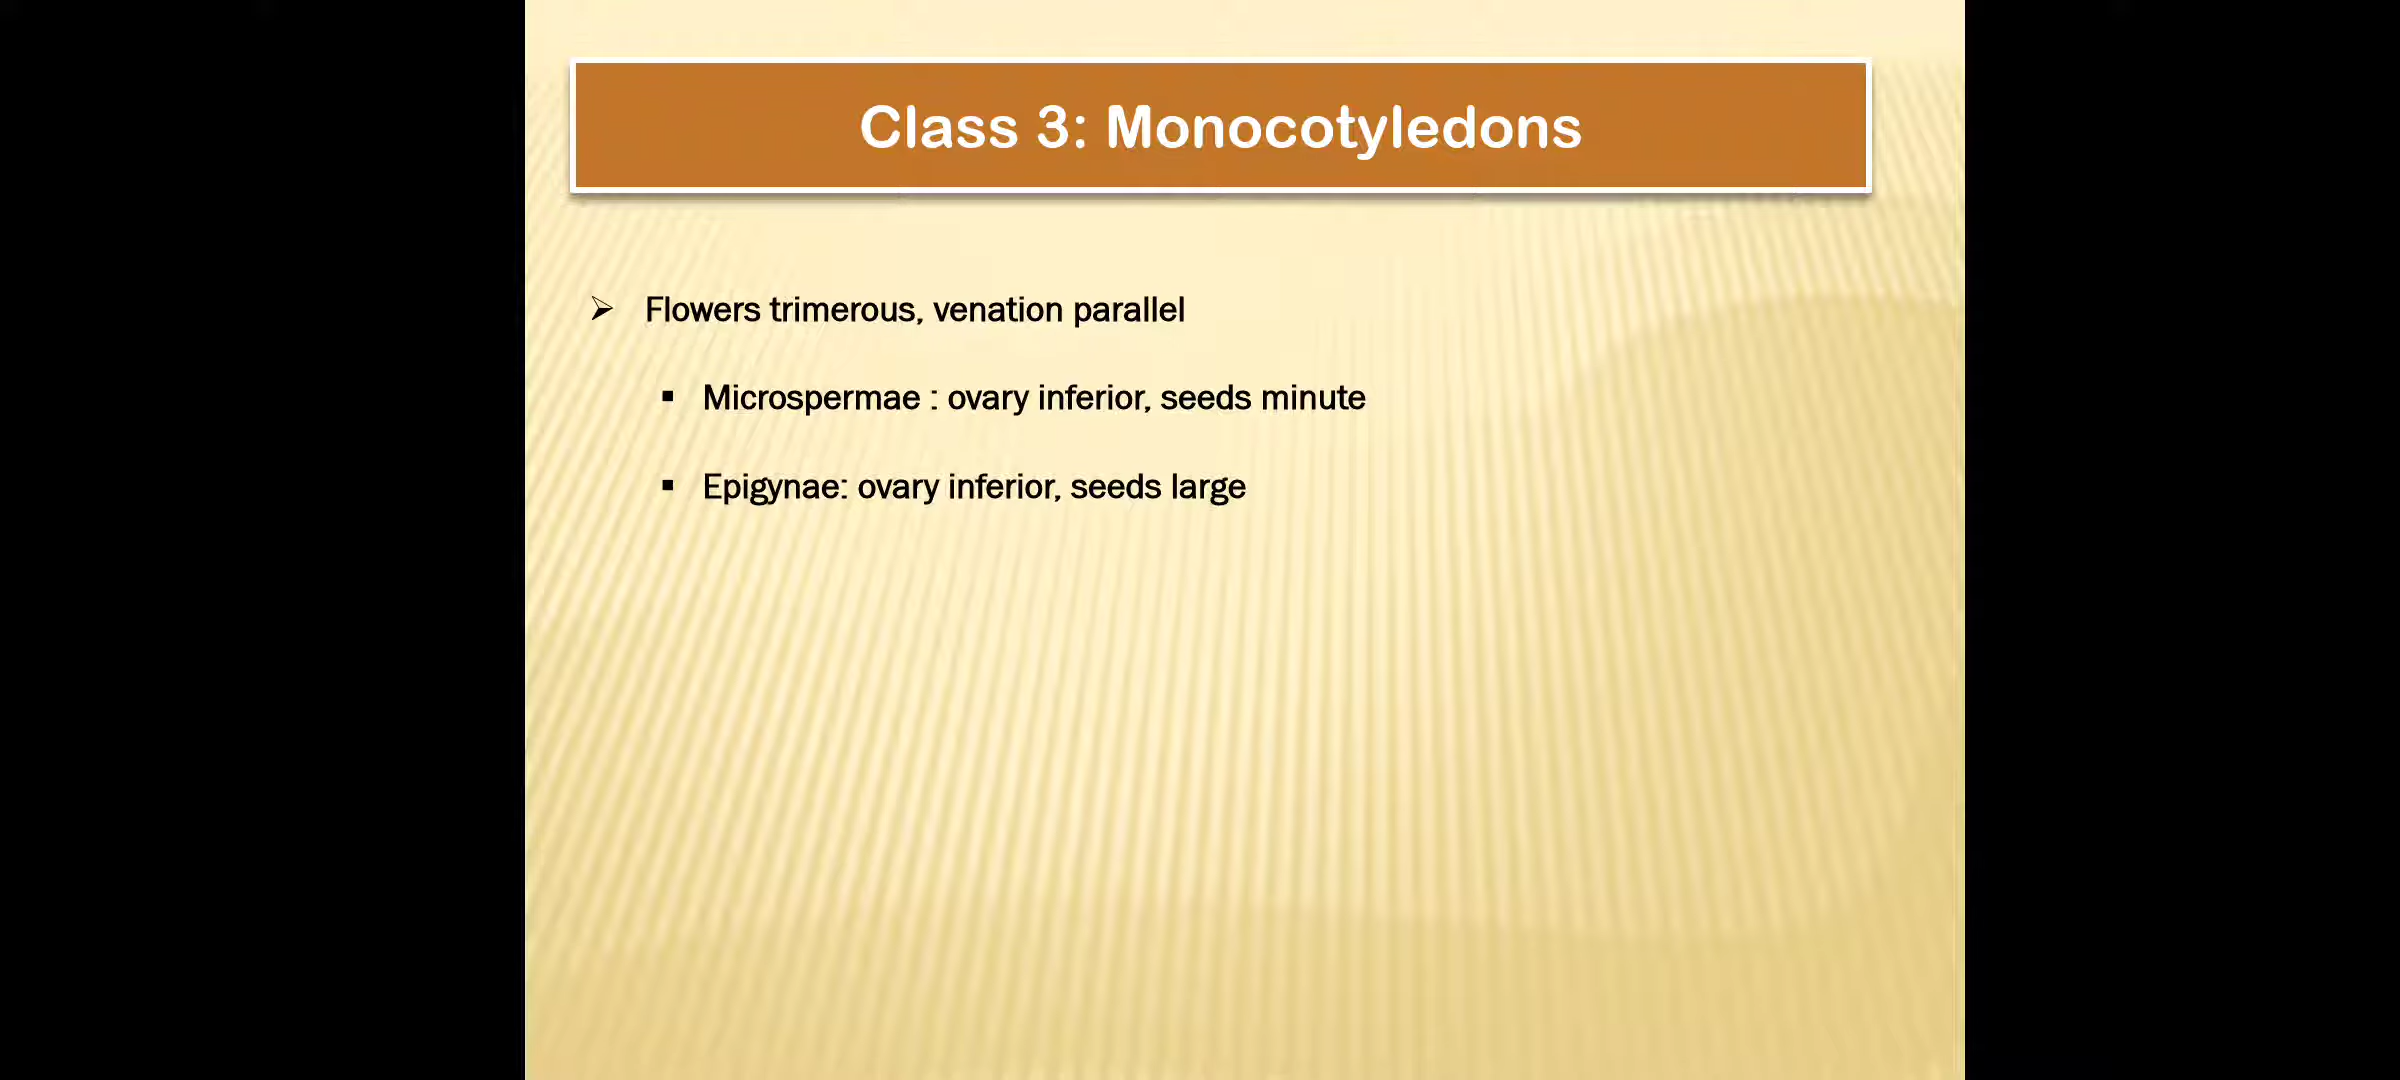 Class 3: Monocotyledons
➢ Flowers trimerous, venation parallel
▪ Microspermae : ovary inferior, seeds minute
▪ Epigynae: ovary inferior, seeds large